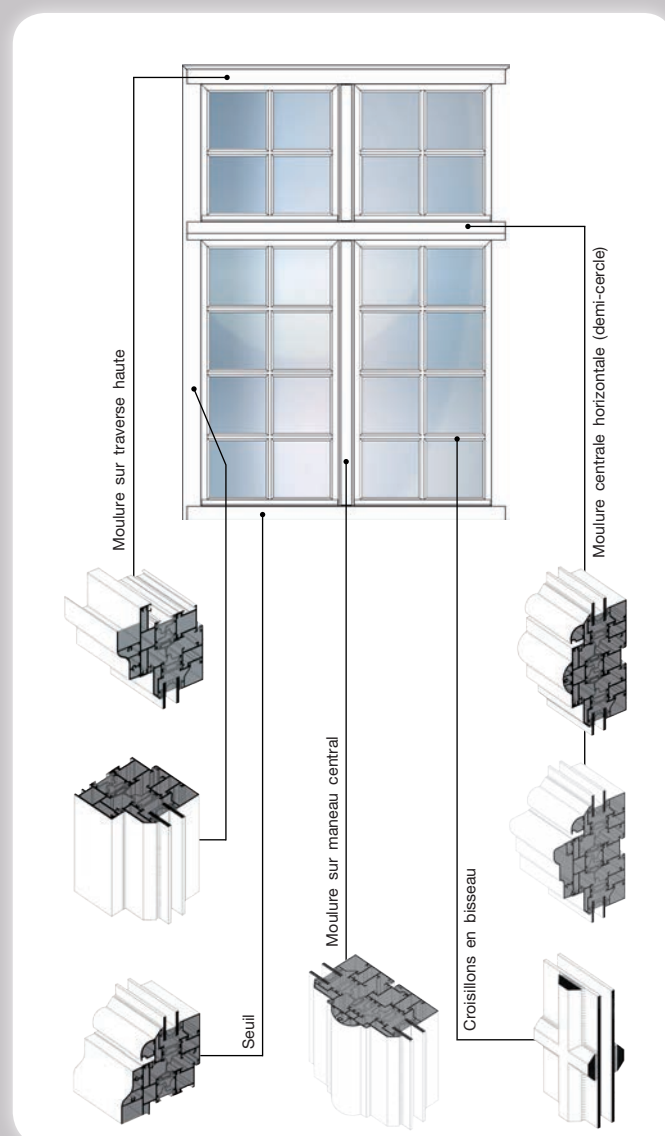 Moulure sur traverse haute
Seuil
Moulure sur maneau central
Croisillons en bisseau
Moulure centrale horizontale (demi-cercle)